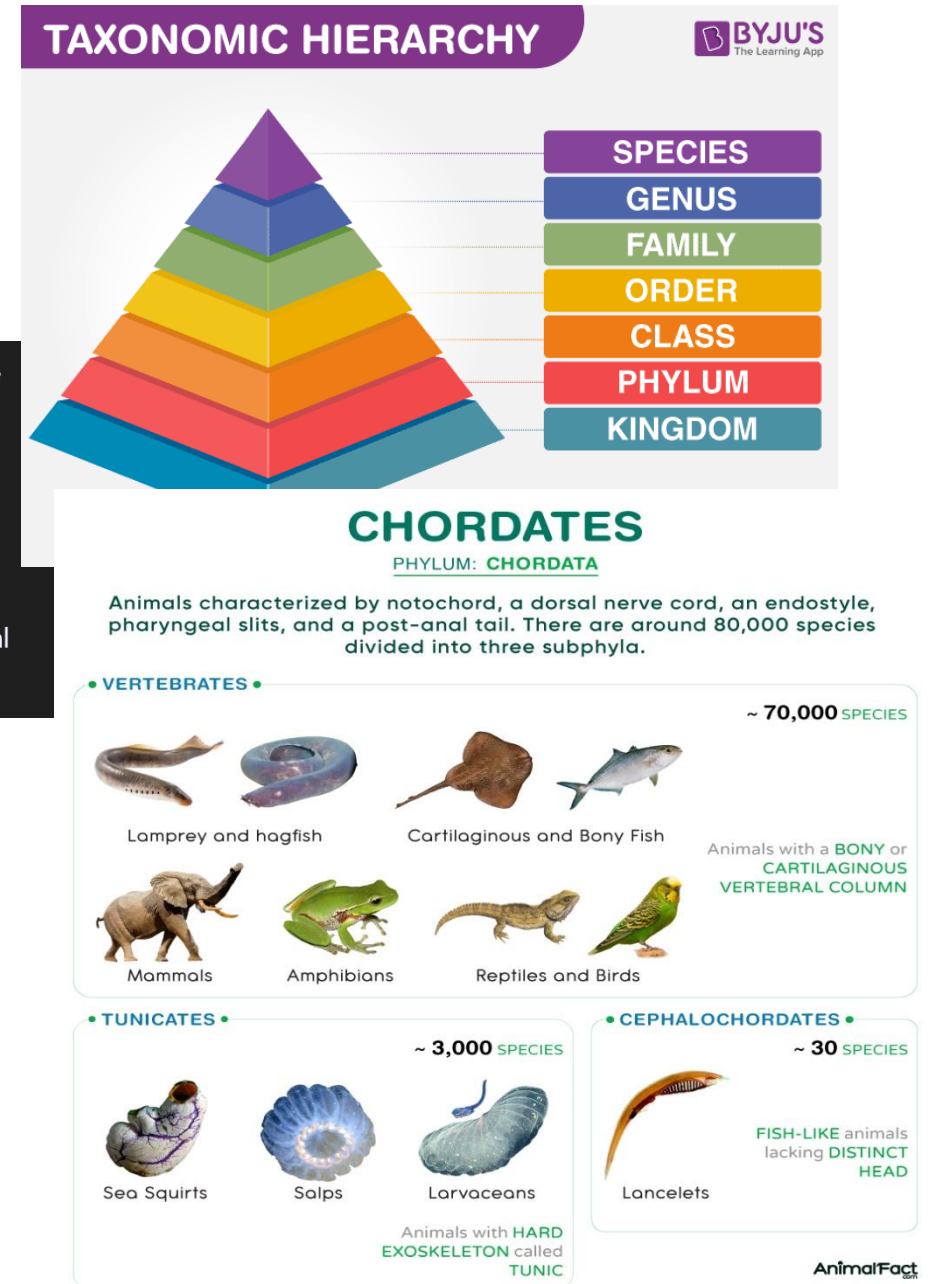 TAXONOMIC HIERARCHY
BYJU'S
The Learning App
SPECIES
GENUS
FAMILY
ORDER
CLASS
PHYLUM
KINGDOM
CHORDATES
PHYLUM: CHORDATA
Animals characterized by notochord, a dorsal nerve cord, an endostyle,
pharyngeal slits, and a post-anal tail. There are around 80,000 species
divided into three subphyla.
• VERTEBRATES •
~ 70,000 SPECIES
Lamprey and hagfish
Cartilaginous and Bony Fish
Animals with a BONY or
CARTILAGINOUS
VERTEBRAL COLUMN
Mammals
Amphibians
Reptiles and Birds
• TUNICATES •
~ 3,000 SPECIES
Sea Squirts
Salps
Larvaceans
Animals with HARD
EXOSKELETON called
TUNIC
• CEPHALOCHORDATES •
~ 30 SPECIES
FISH-LIKE animals
lacking DISTINCT
HEAD
Lancelets
AnimalFact
.com